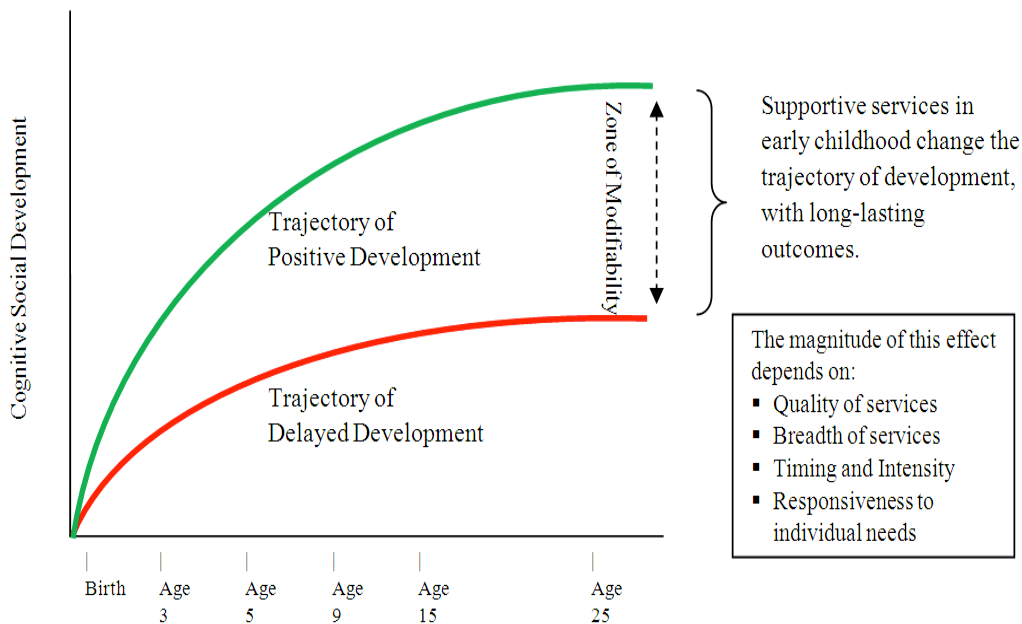 Cognitive Social Development
Trajectory of
Positive Development
Trajectory of
Delayed Development
Zone of Modifiability
Supportive services in
early childhood change the
trajectory of development,
with long-lasting
outcomes.
The magnitude of this effect
depends on:
▪ Quality of services
▪ Breadth of services
▪ Timing and Intensity
▪ Responsiveness to
individual needs
Birth
Age
3
Age
5
Age
9
Age
15
Age
25